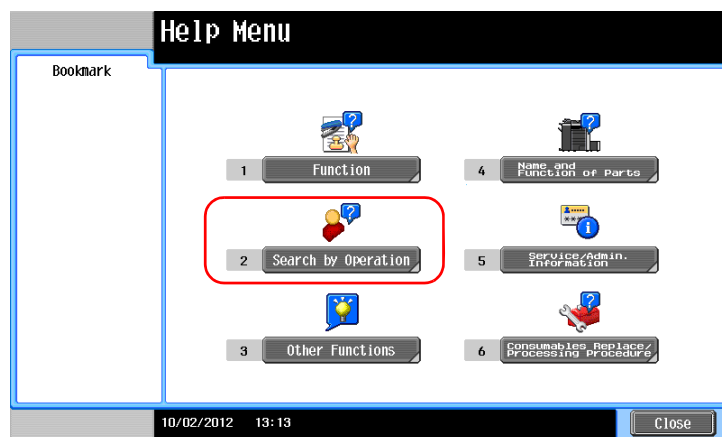 Help Menu
Bookmark
1 Function
4 Name and
Function of Parts
2 Search by Operation
5 Service/Admin.
Information
3 Other Functions
6 Consumables Replace/
Processing Procedure
10/02/2012 13:13
Close